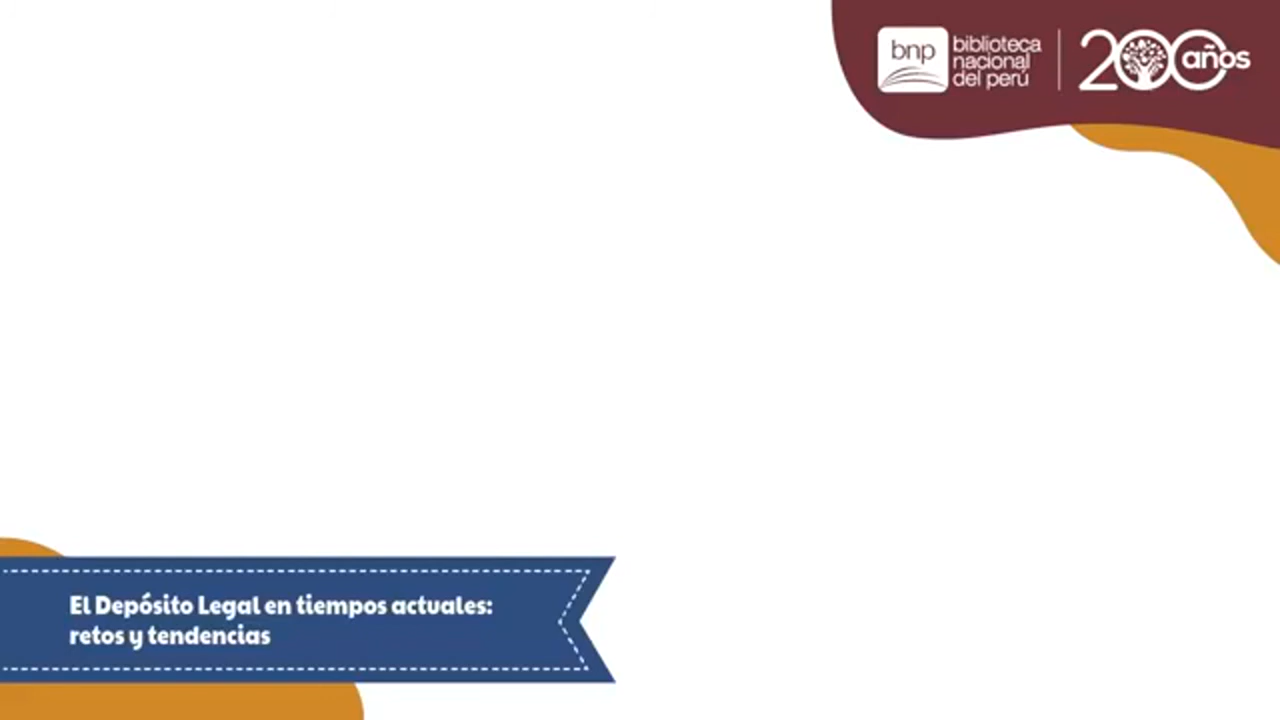 bnp
biblioteca
nacional
del perú
200 años
El Depósito Legal en tiempos actuales:
retos y tendencias